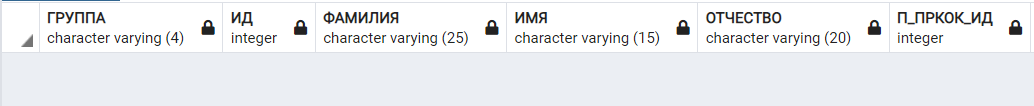 ГРУППА ИД ФАМИЛИЯ ИМЯ ОТЧЕСТВО П_ПРКОК_ИД
character varying (4) integer character varying (25) character varying (15) character varying (20) integer